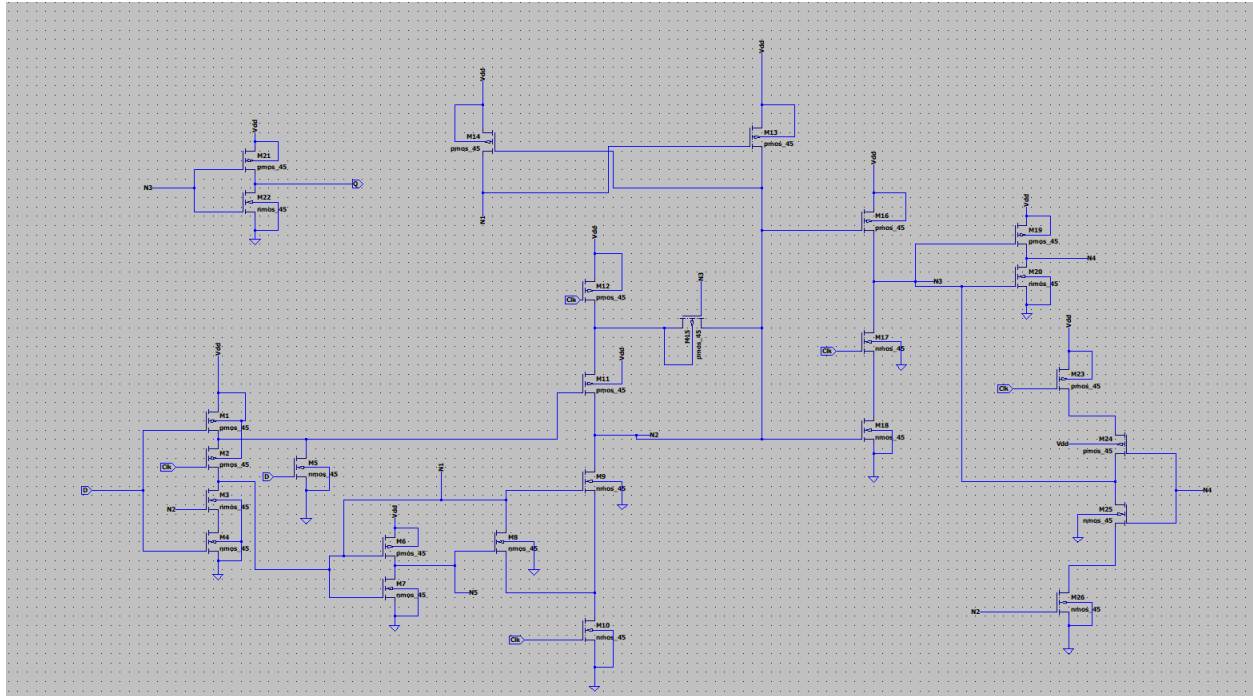 Vdd
M21
pmos_45
N3
Q
M22
nmos_45
Vdd
M14
pmos_45
N1
Vdd
M13
pmos_45
Vdd
M12
Clk
pmos_45
N3
M15
pmos_45
Vdd
M11
pmos_45
N2
Vdd
M16
pmos_45
N3
Clk
M17
nmos_45
M18
nmos_45
Vdd
M19
pmos_45
N4
M20
nmos_45
Vdd
M23
Clk
pmos_45
Vdd
M24
pmos_45
N4
M25
nmos_45
N2
M26
nmos_45
Vdd
M1
pmos_45
M2
Clk
pmos_45
D
M3
N2
nmos_45
M4
nmos_45
M5
D
nmos_45
N1
Vdd
M6
pmos_45
M7
nmos_45
N5
M8
nmos_45
M9
nmos_45
M10
Clk
nmos_45